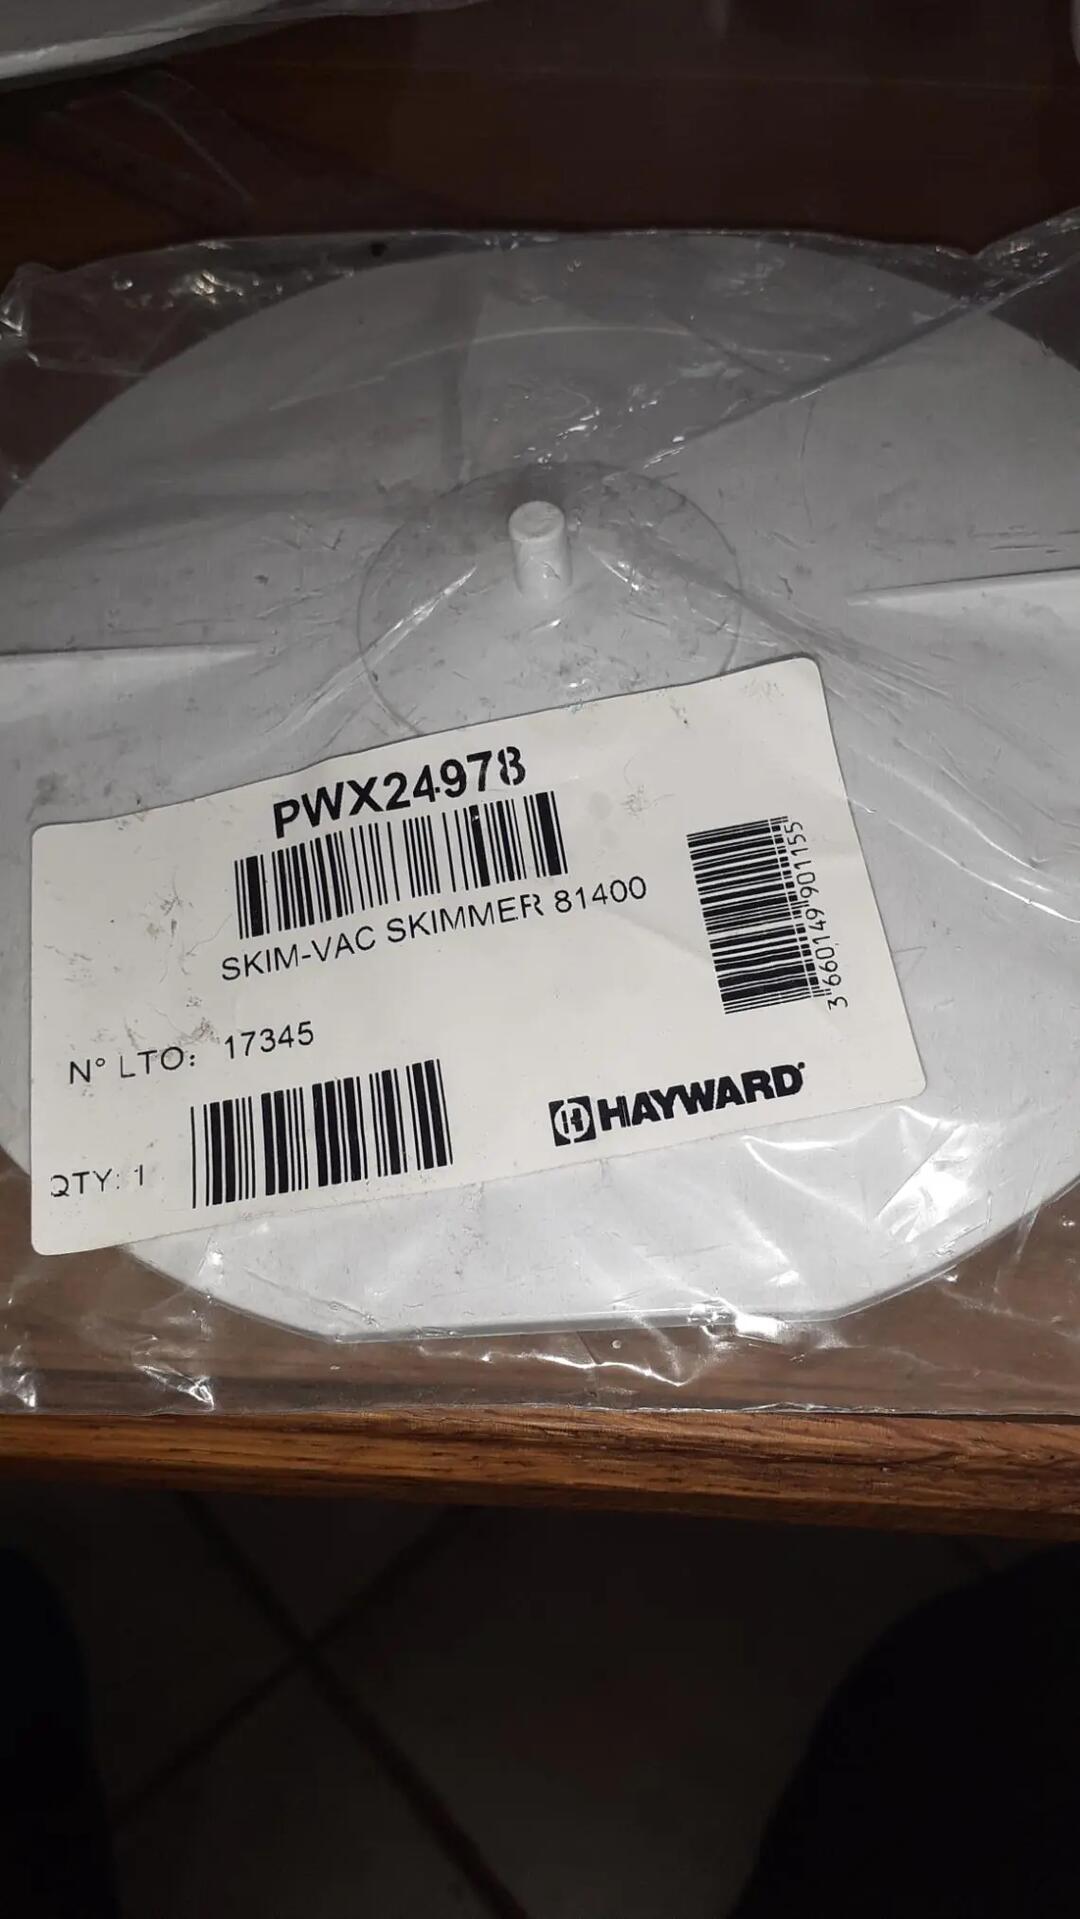 PWX24978
SKIM-VAC SKIMMER 81400
3 660149 901155
N° LTO: 17345
QTY: 1
HAYWARD